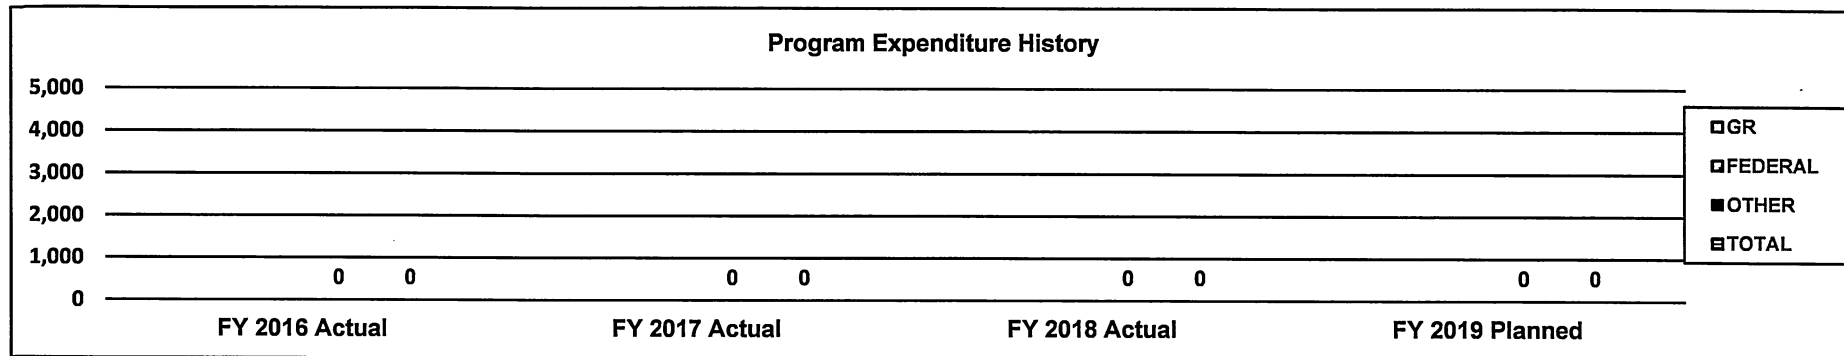 Program Expenditure History
5,000
4,000
3,000
2,000
1,000
0
0 0 0 0 0 0 0 0
FY 2016 Actual FY 2017 Actual FY 2018 Actual FY 2019 Planned
GR
FEDERAL
OTHER
TOTAL